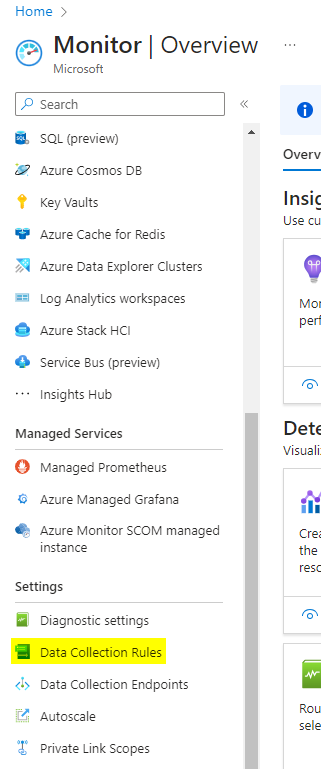 Home
Monitor | Overview ...
Microsoft
Search
SQL (preview)
Azure Cosmos DB
Key Vaults
Azure Cache for Redis
Azure Data Explorer Clusters
Log Analytics workspaces
Azure Stack HCI
Service Bus (preview)
Insights Hub
Managed Services
Managed Prometheus
Azure Managed Grafana
Azure Monitor SCOM managed
instance
Settings
Diagnostic settings
Data Collection Rules
Data Collection Endpoints
Autoscale
Private Link Scopes
Overv
Insig
Use cu
Mor
perf
Dete
Visuali
Crea
the
reso
Rou
sele